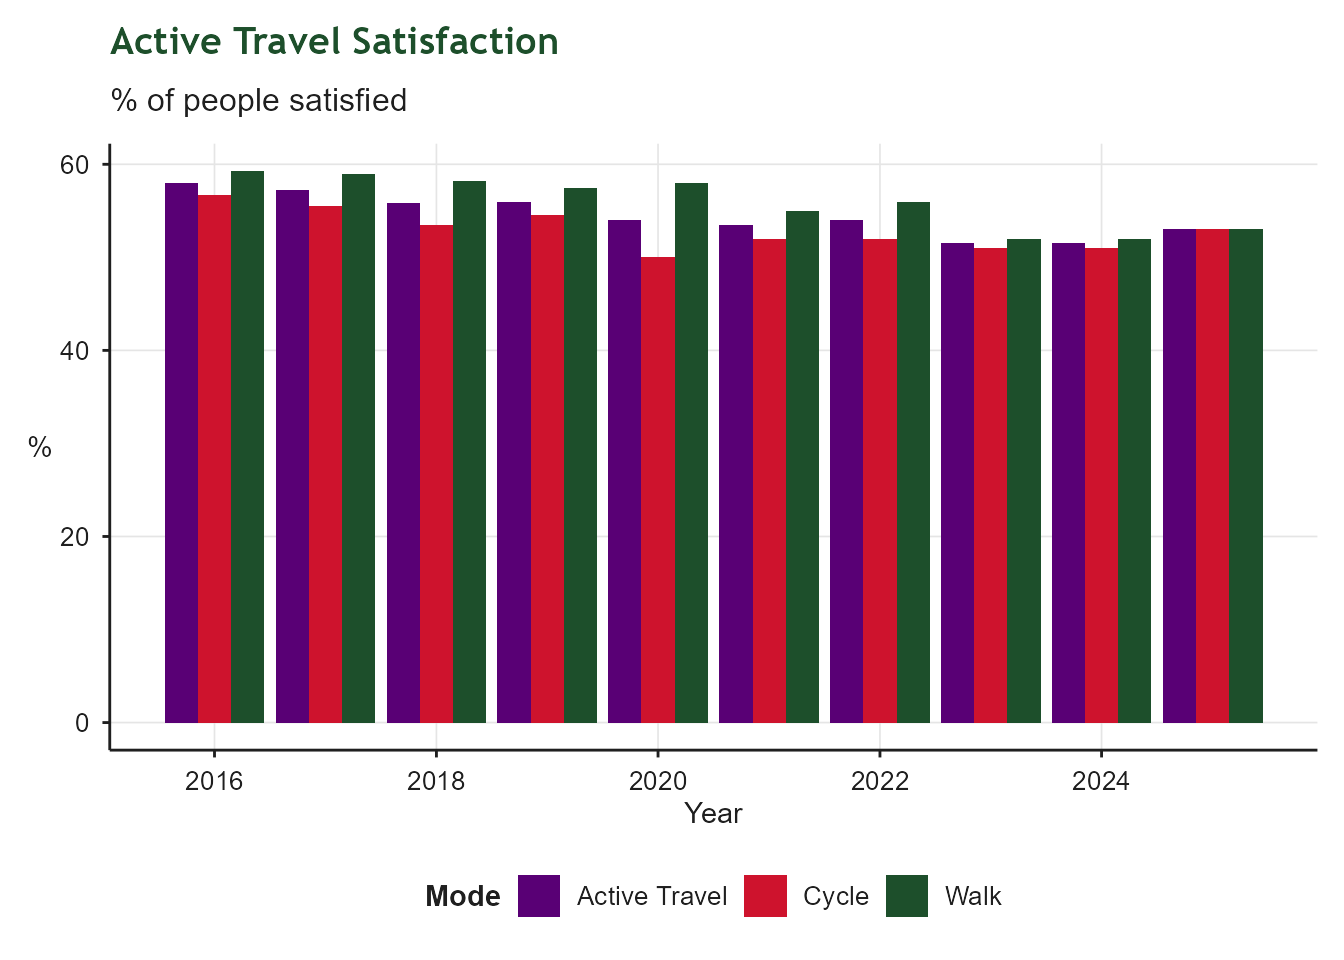 Active Travel Satisfaction
% of people satisfied
60
40
%
20
0
2016 2018 2020 2022 2024
Year
Mode Active Travel Cycle Walk